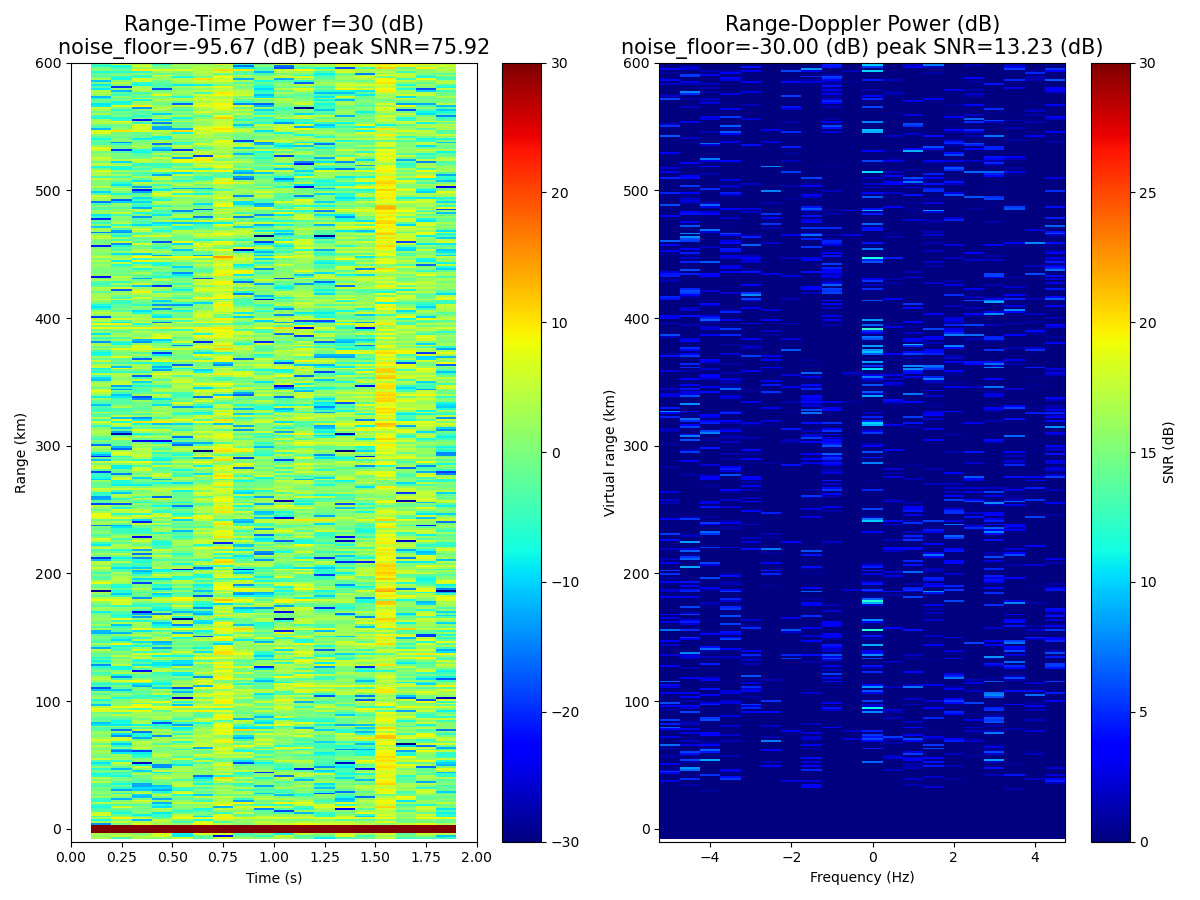 Range-Time Power f=30 (dB)
noise_floor=-95.67 (dB) peak SNR=75.92
Range (km)
600
500
400
300
200
100
0
0.00 0.25 0.50 0.75 1.00 1.25 1.50 1.75 2.00
Time (s)
30
20
10
0
−10
−20
−30
Range-Doppler Power (dB)
noise_floor=-30.00 (dB) peak SNR=13.23 (dB)
Virtual range (km)
600
500
400
300
200
100
0
−4 −2 0 2 4
Frequency (Hz)
30
25
20
15
10
5
0
SNR (dB)